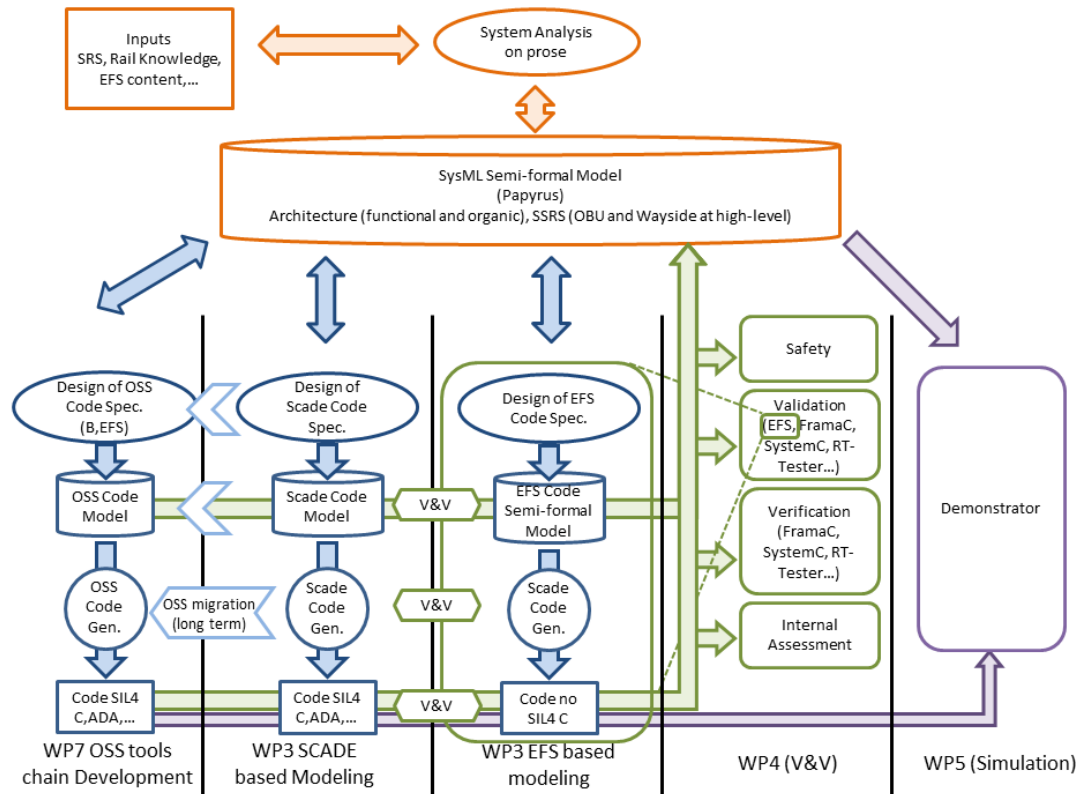 Inputs
SRS, Rail Knowledge,
EFS content,...
System Analysis
on prose
SysML Semi-formal Model
(Papyrus)
Architecture (functional and organic), SSRS (OBU and Wayside at high-level)
Design of OSS
Code Spec.
(B,EFS)
Design of
Scade Code
Spec.
Design of EFS
Code Spec.
Safety
Validation
(EFS, FramaC,
SystemC, RT-
Tester...)
OSS Code
Model
Scade Code
Model
V&V
EFS Code
Semi-formal
Model
Verification
(FramaC,
SystemC, RT-
Tester...)
Demonstrator
OSS
Code
Gen.
OSS migration
(long term)
Scade
Code
Gen.
V&V
Scade
Code
Gen.
Internal
Assessment
Code SIL4
C,ADA,...
Code SIL4
C,ADA,...
V&V
Code no
SIL4 C
WP7 OSS tools
chain Development
WP3 SCADE
based Modeling
WP3 EFS based
modeling
WP4 (V&V)
WP5 (Simulation)